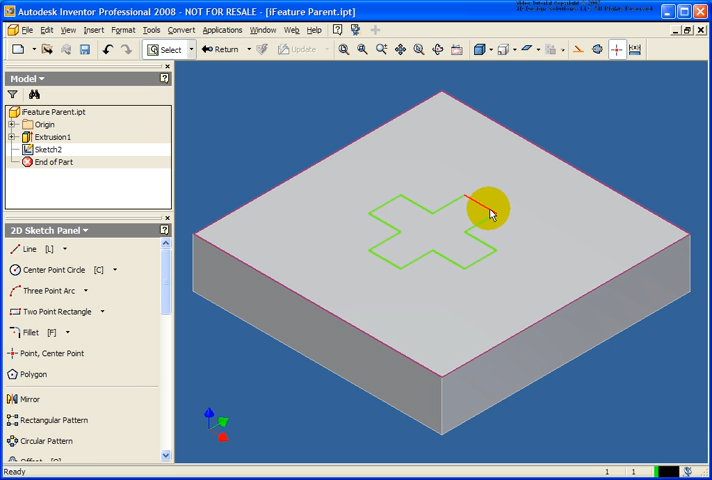 Autodesk Inventor Professional 2008 - NOT FOR RESALE - [iFeature Parent.ipt]
File Edit View Insert Format Tools Convert Applications Window Web Help
Select Return Update
Model
iFeature Parent.ipt
Origin
Extrusion1
Sketch2
End of Part
2D Sketch Panel
Line [L]
Center Point Circle [C]
Three Point Arc
Two Point Rectangle
Fillet [F]
Point, Center Point
Polygon
Mirror
Rectangular Pattern
Circular Pattern
Ready 1 1